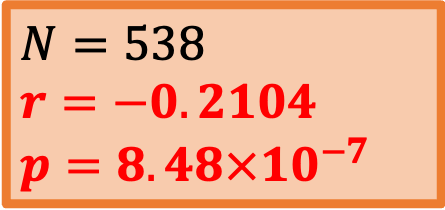 N = 538
r = −0.2104
p = 8.48×10⁻⁷